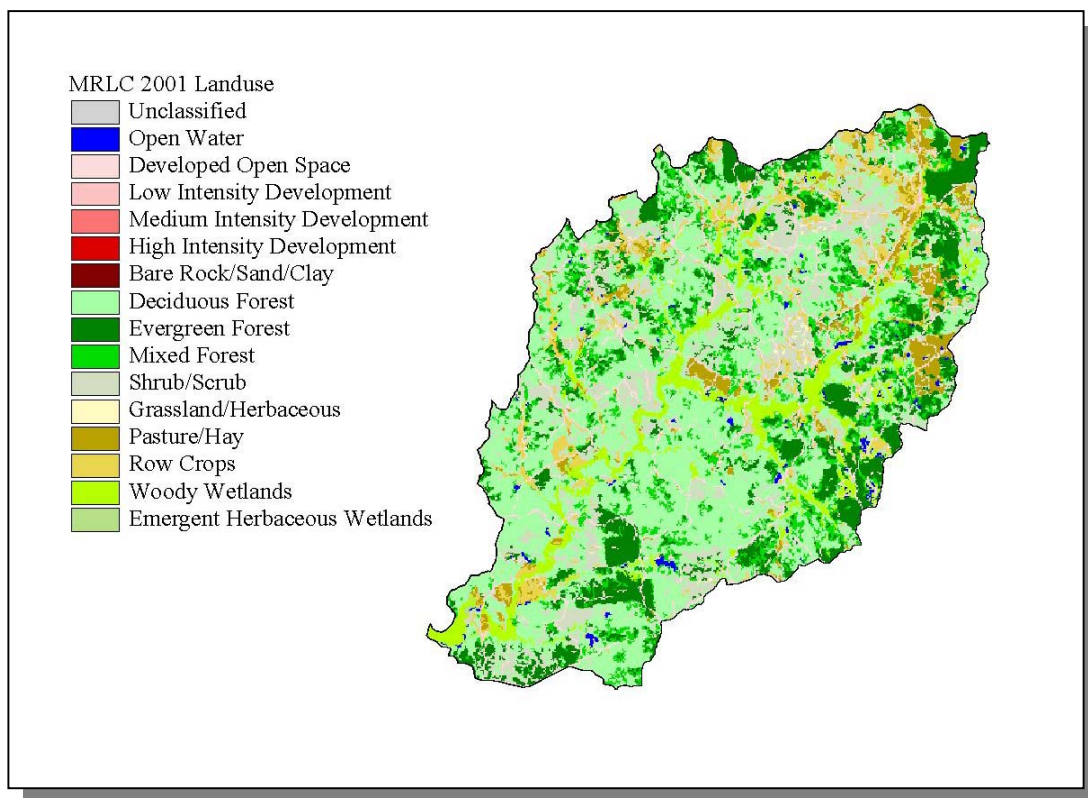 MRLC 2001 Landuse
Unclassified
Open Water
Developed Open Space
Low Intensity Development
Medium Intensity Development
High Intensity Development
Bare Rock/Sand/Clay
Deciduous Forest
Evergreen Forest
Mixed Forest
Shrub/Scrub
Grassland/Herbaceous
Pasture/Hay
Row Crops
Woody Wetlands
Emergent Herbaceous Wetlands